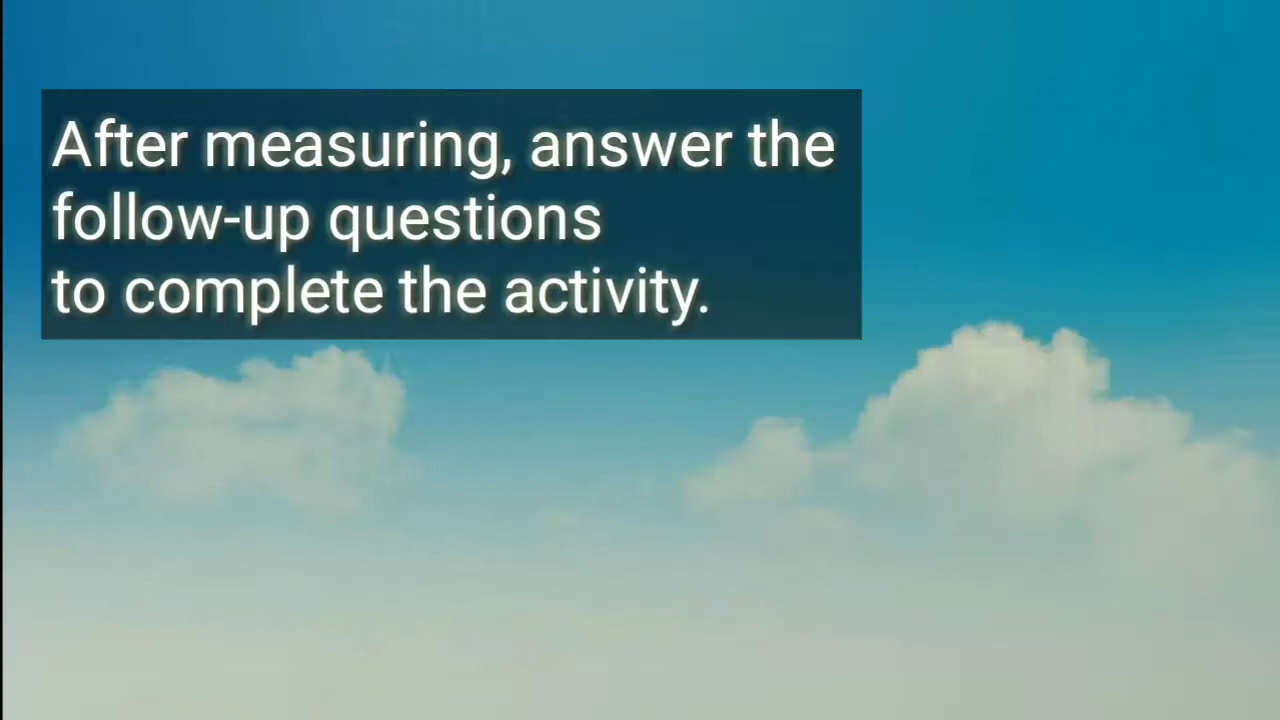 After measuring, answer the
follow-up questions
to complete the activity.